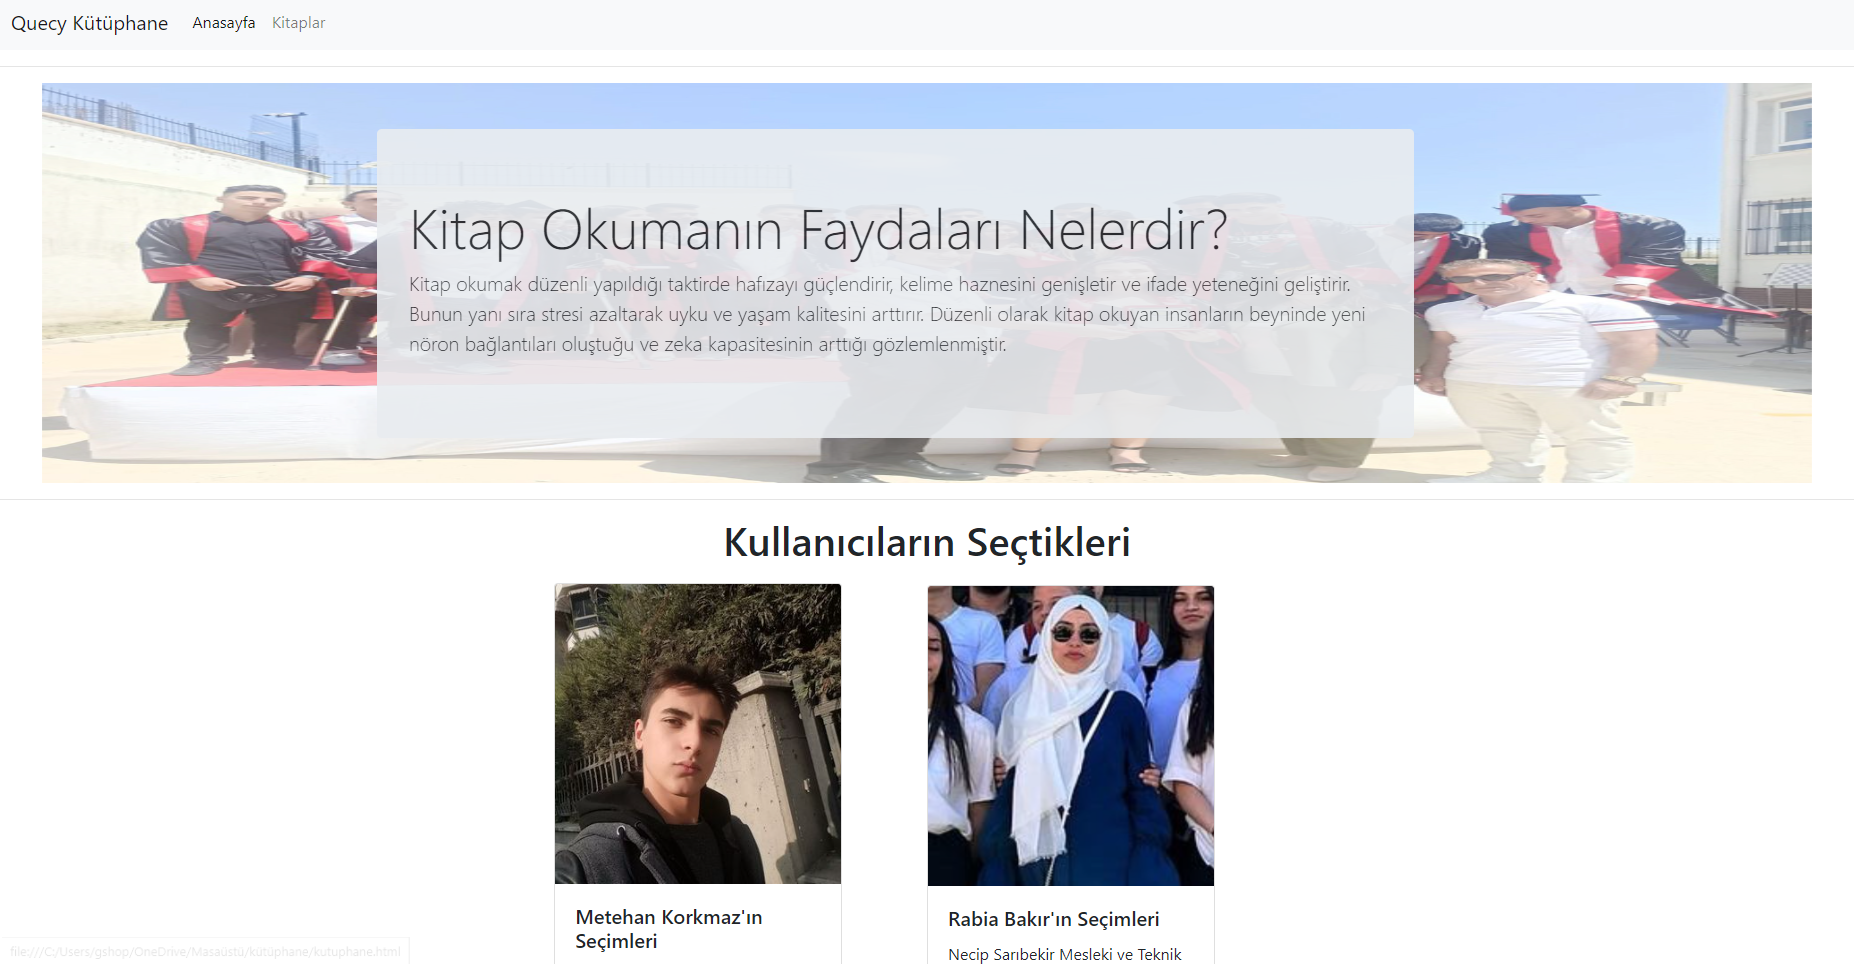 Quecy Kütüphane Anasayfa Kitaplar
Kitap Okumanın Faydaları Nelerdir?
Kitap okumak düzenli yapıldığı taktirde hafızayı güçlendirir, kelime haznesini genişletir ve ifade yeteneğini geliştirir.
Bunun yanı sıra stresi azaltarak uyku ve yaşam kalitesini arttırır. Düzenli olarak kitap okuyan insanların beyninde yeni
nöron bağlantıları oluştuğu ve zeka kapasitesinin arttığı gözlemlenmiştir.
Kullanıcıların Seçtikleri
Metehan Korkmaz'ın
Seçimleri
Rabia Bakır'ın Seçimleri
Necip Sarıbekir Mesleki ve Teknik
file:///C:/Users/gshop/OneDrive/Masaüstü/kütüphane/kutuphane.html